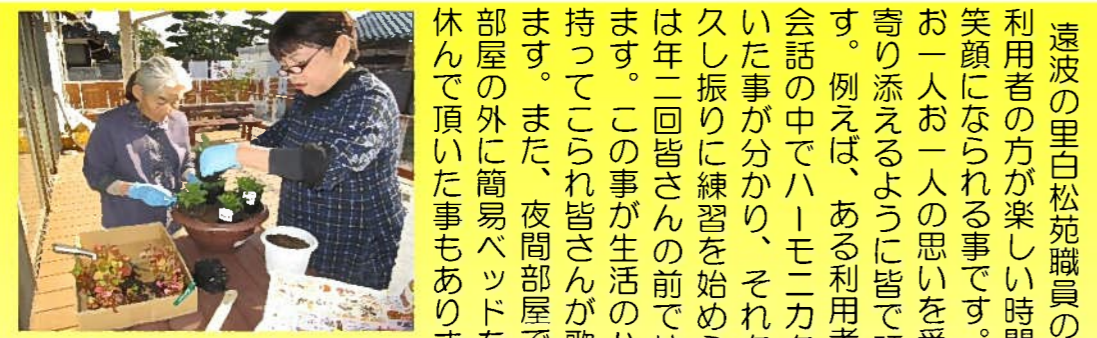 遠波の里白松苑職員の
利用者の方が楽しい時間
笑顔になられる事です。
お一人お一人の思いを受
寄り添えるように皆で
す。例えば、ある利用者
会話の中でハーモニカ
いた事が分かり、それ
久し振りに練習を始め
は年二回皆さんの前で
ます。この事が生活の
持ってこられ皆さんが歌
ます。また、夜間部屋で
部屋の外に簡易ベッドを
休んで頂いた事もありま